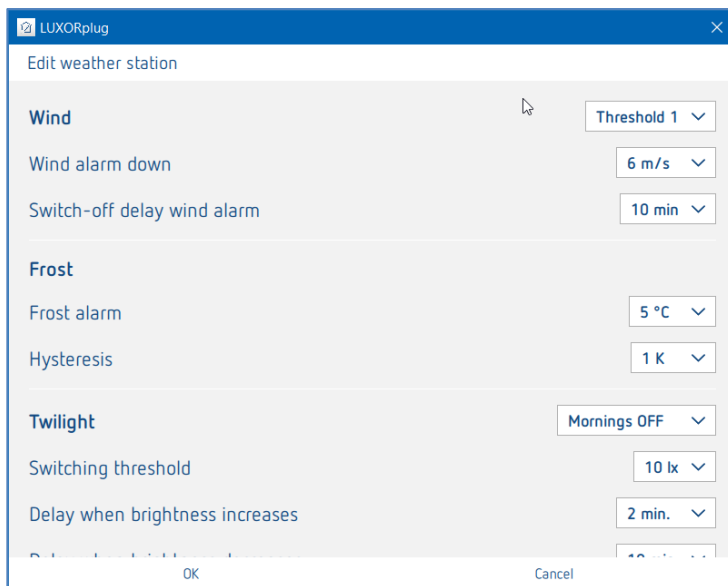 LUXORplug
Edit weather station
Wind Threshold 1
Wind alarm down 6 m/s
Switch-off delay wind alarm 10 min
Frost
Frost alarm 5 °C
Hysteresis 1 K
Twilight Mornings OFF
Switching threshold 10 lx
Delay when brightness increases 2 min.
OK Cancel